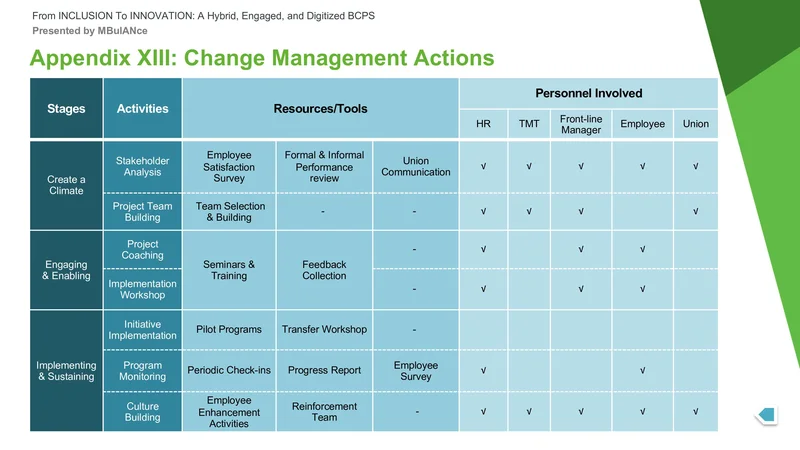 From INCLUSION To INNOVATION: A Hybrid, Engaged, and Digitized BCPS
Presented by MBulANce
Appendix XIII: Change Management Actions
Stages
Activities
Resources/Tools
Personnel Involved
HR
TMT
Front-line
Manager
Employee
Union
Create a
Climate
Stakeholder
Analysis
Employee
Satisfaction
Survey
Formal & Informal
Performance
review
Union
Communication
√ √ √ √ √
Project Team
Building
Team Selection
& Building
- -
√ √ √ √
Engaging
& Enabling
Project
Coaching
Seminars &
Training
Feedback
Collection
-
√ √ √
Implementation
Workshop
-
√ √ √
Implementing
& Sustaining
Initiative
Implementation
Pilot Programs
Transfer Workshop
-
Program
Monitoring
Periodic Check-ins
Progress Report
Employee
Survey
√ √
Culture
Building
Employee
Enhancement
Activities
Reinforcement
Team
-
√ √ √ √ √